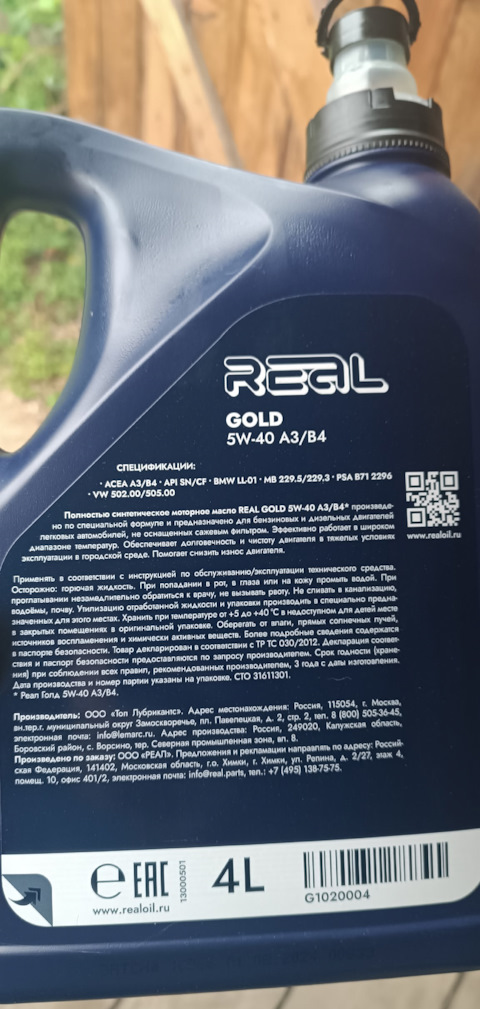 REAL
GOLD
5W-40 A3/B4
СПЕЦИФИКАЦИИ:
· ACEA A3/B4 · API SN/CF · BMW LL-01 · MB 229.5/229,3 · PSA B71 2296
· VW 502.00/505.00
www.realoil.ru
Полностью синтетическое моторное масло REAL GOLD 5W-40 A3/B4* произведе-
но по специальной формуле и предназначено для бензиновых и дизельных двигателей
легковых автомобилей, не оснащенных сажевым фильтром. Эффективно работает в широком
диапазоне температур. Обеспечивает долговечность и чистоту двигателя в тяжелых условиях
эксплуатации в городской среде. Помогает снизить износ двигателя.
Применять в соответствии с инструкцией по обслуживанию/эксплуатации технического средства.
Осторожно: горючая жидкость. При попадании в рот, в глаза или на кожу промыть водой. При
проглатывании незамедлительно обратиться к врачу, не вызывать рвоту. Не сливать в канализацию,
водоёмы, почву. Утилизацию отработанной жидкости и упаковки производить в специально предна-
значенных для этого местах. Хранить при температуре от +5 до +40 °С в недоступном для детей месте
в закрытых помещениях в оригинальной упаковке. Оберегать от влаги, прямых солнечных лучей,
источников воспламенения и химически активных веществ. Более подробные сведения содержатся
в паспорте безопасности. Товар декларирован в соответствии с ТР ТС 030/2012. Декларация соответ-
ствия и паспорт безопасности предоставляются по запросу производителем. Срок годности (хране-
ния) при соблюдении всех правил, рекомендованных производителем, 3 года с даты изготовления.
Дата производства и номер партии указаны на упаковке. СТО 31611301.
* Реал Голд 5W-40 A3/B4.
Производитель: ООО «Топ Лубрикантс». Адрес местонахождения: Россия, 115054, г. Москва,
вн.тер.г. муниципальный округ Замоскворечье, пл. Павелецкая, д. 2, стр. 2, тел. 8 (800) 505-36-45,
электронная почта: info@lemarc.ru. Адрес производства: Россия, 249020, Калужская область,
Боровский район, с. Ворсино, тер. Северная промышленная зона, вл. 8.
Произведено по заказу: ООО «РЕАЛ». Предложения и рекламации направлять по адресу: Россий-
ская Федерация, 141402, Московская область, г.о. Химки, г. Химки, ул. Репина, д. 2/27, этаж 4,
помещ. 10, офис 401/2, электронная почта: info@real.parts, тел.: +7 (495) 138-75-75.
e EAC 13000501 4L
www.realoil.ru
G1020004